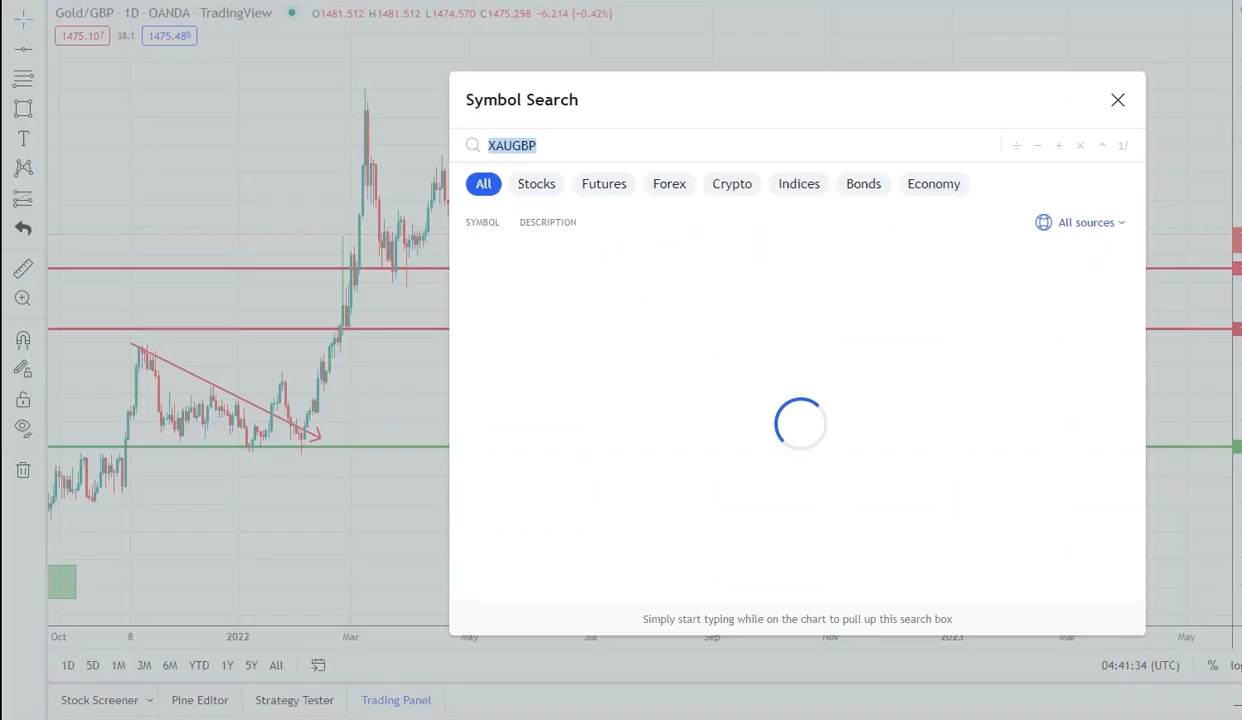 Gold/GBP · 1D · OANDA · TradingView O1481.512 H1481.512 L1474.570 C1475.298 −6.214 (−0.42%)
1475.107 38.1 1475.488
Symbol Search
XAUGBP 1/
All Stocks Futures Forex Crypto Indices Bonds Economy
SYMBOL DESCRIPTION All sources
T
Simply start typing while on the chart to pull up this search box
Oct 8 2022 Mar May Jul Sep Nov 2023 Mar May
1D 5D 1M 3M 6M YTD 1Y 5Y All 04:41:34 (UTC) % log
Stock Screener Pine Editor Strategy Tester Trading Panel